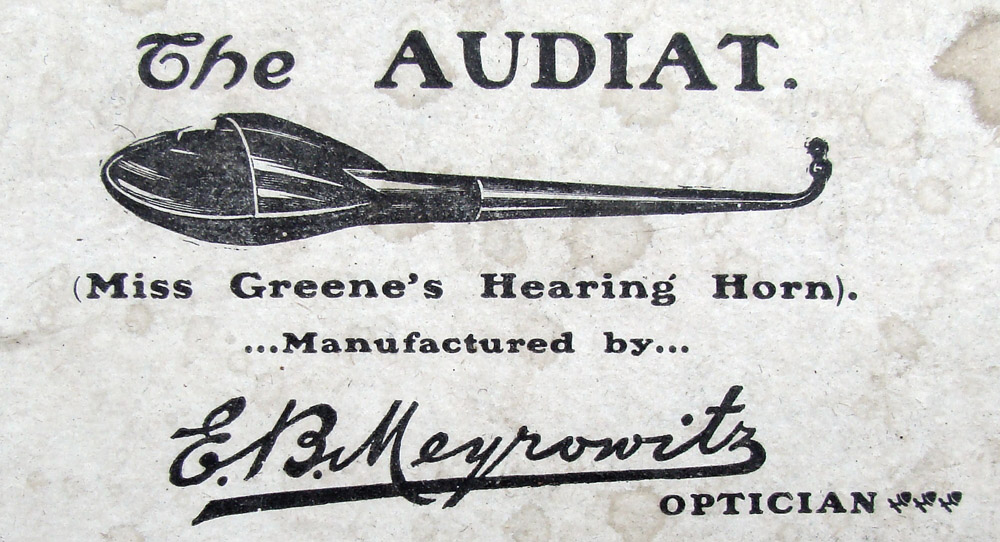 The AUDIAT.
(Miss Greene's Hearing Horn).
...Manufactured by...
E.B. Meyrowitz
OPTICIAN